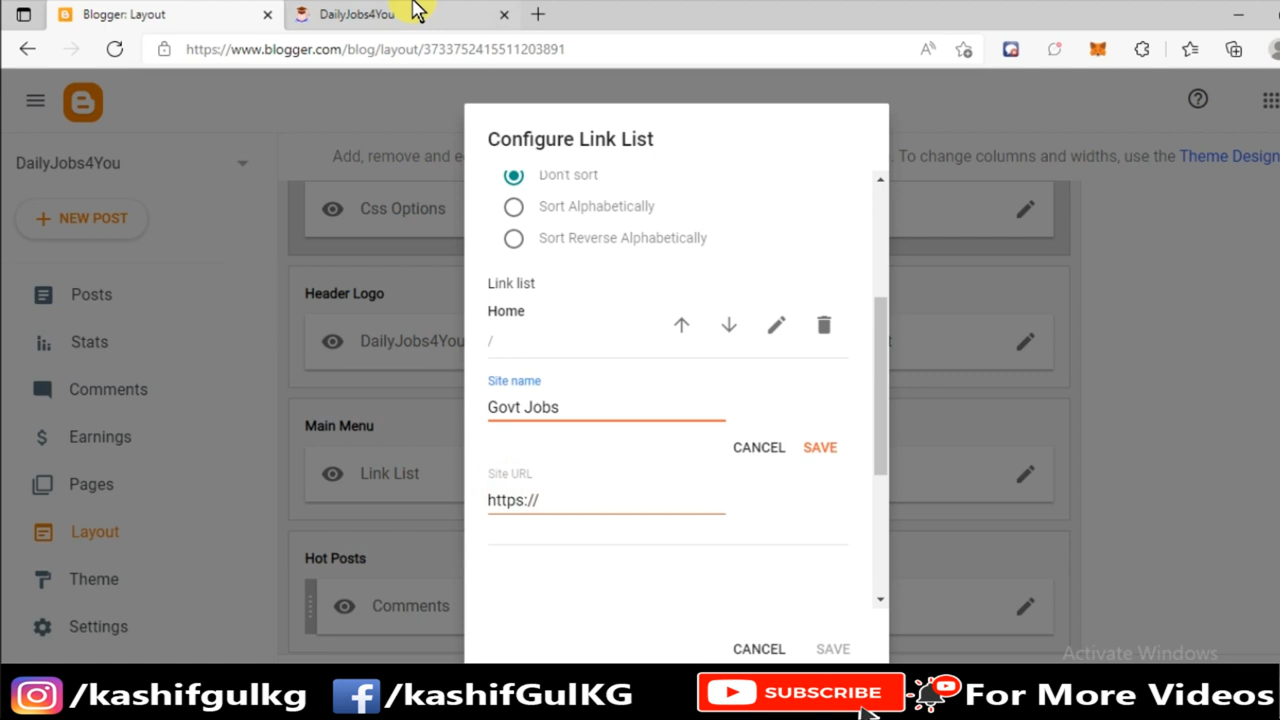 Blogger: Layout
DailyJobs4You
https://www.blogger.com/blog/layout/3733752415511203891
DailyJobs4You
NEW POST
Posts
Stats
Comments
Earnings
Pages
Layout
Theme
Settings
Add, remove and e
. To change columns and widths, use the Theme Design
Css Options
Header Logo
DailyJobs4You
Main Menu
Link List
Hot Posts
Comments
Configure Link List
Don't sort
Sort Alphabetically
Sort Reverse Alphabetically
Link list
Home
/
Site name
Govt Jobs
CANCEL SAVE
Site URL
https://
CANCEL SAVE
Activate Windows
/kashifgulkg
/kashifGulKG
SUBSCRIBE
For More Videos